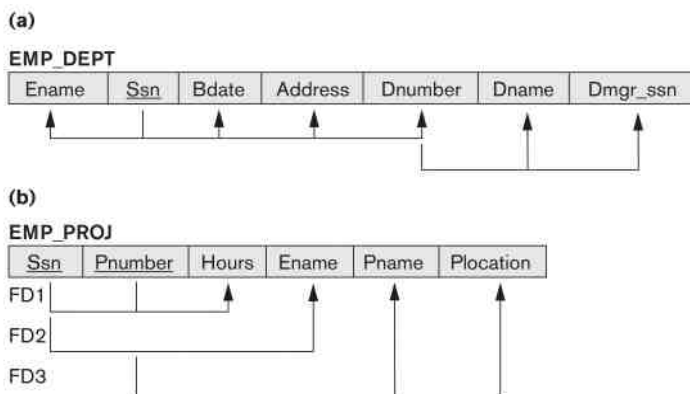 (a)
EMP_DEPT
Ename Ssn Bdate Address Dnumber Dname Dmgr_ssn
(b)
EMP_PROJ
Ssn Pnumber Hours Ename Pname Plocation
FD1
FD2
FD3